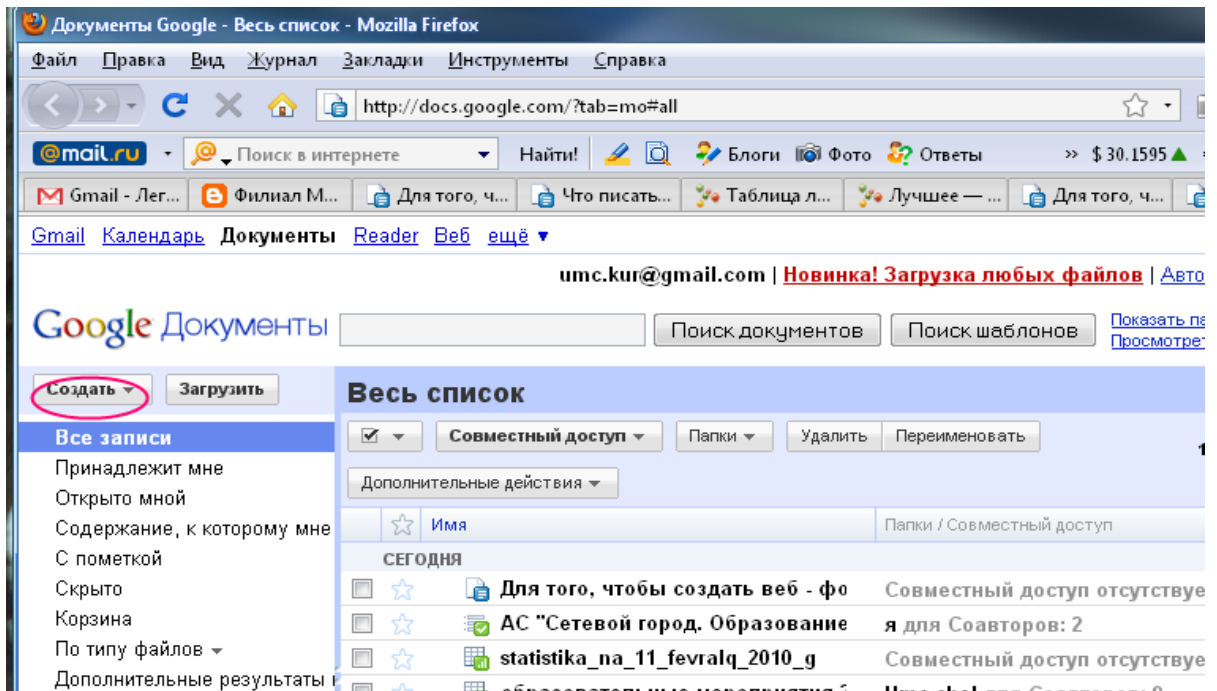 Документы Google - Весь список - Mozilla Firefox
Файл Правка Вид Журнал Закладки Инструменты Справка
http://docs.google.com/?tab=mo#all
@mail.ru Поиск в интернете Найти! Блоги Фото Ответы » $ 30.1595
Gmail - Лег... Филиал М... Для того, ч... Что писать... Таблица л... Лучшее — ... Для того, ч...
Gmail Календарь Документы Reader Веб ещё
umc.kur@gmail.com | Новинка! Загрузка любых файлов | Авто
Google Документы Поиск документов Поиск шаблонов
Показать па
Просмотрет
Создать Загрузить
Весь список
Все записи
Принадлежит мне
Открыто мной
Содержание, к которому мне
С пометкой
Скрыто
Корзина
По типу файлов
Дополнительные результаты
Совместный доступ Папки Удалить Переименовать
Дополнительные действия
Имя Папки / Совместный доступ
СЕГОДНЯ
Для того, чтобы создать веб - фо Совместный доступ отсутствуе
АС "Сетевой город. Образование я для Соавторов: 2
statistika_na_11_fevralq_2010_g Совместный доступ отсутствуе